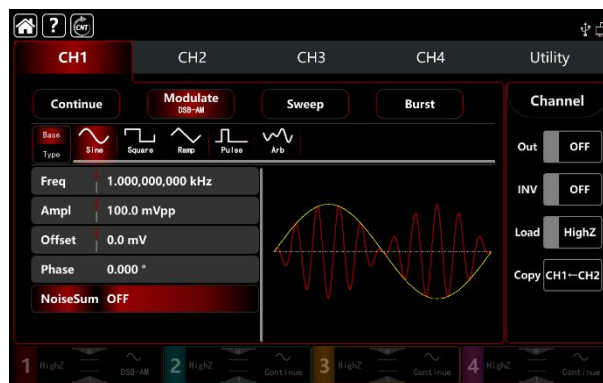 ? CNT
CH1 CH2 CH3 CH4 Utility
Continue Modulate Sweep Burst Channel
DSB-AM
Base
Type Sine Square Ramp Pulse Arb
Out OFF
Freq 1.000,000,000 kHz
INV OFF
Ampl 100.0 mVpp
Load HighZ
Offset 0.0 mV
Phase 0.000 °
Copy CH1←CH2
NoiseSum OFF
1 HighZ DSB-AM 2 HighZ Continue 3 HighZ Continue 4 HighZ Continue